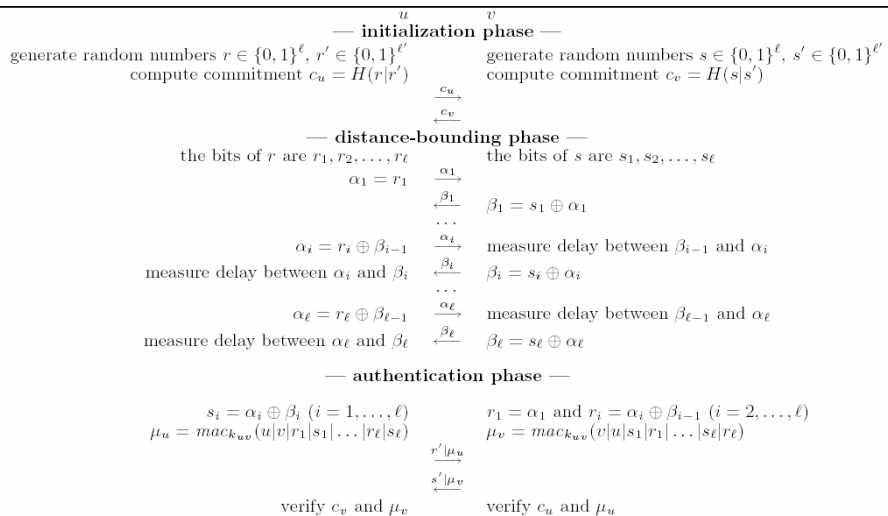 u v
— initialization phase —
generate random numbers r ∈ {0, 1}^ℓ, r′ ∈ {0, 1}^ℓ′ generate random numbers s ∈ {0, 1}^ℓ, s′ ∈ {0, 1}^ℓ′
compute commitment c_u = H(r|r′) compute commitment c_v = H(s|s′)
c_u →
c_v ←
— distance-bounding phase —
the bits of r are r_1, r_2, . . . , r_ℓ the bits of s are s_1, s_2, . . . , s_ℓ
α_1 = r_1 α_1 →
β_1 ← β_1 = s_1 ⊕ α_1
. . .
α_i = r_i ⊕ β_{i−1} α_i → measure delay between β_{i−1} and α_i
measure delay between α_i and β_i β_i ← β_i = s_i ⊕ α_i
. . .
α_ℓ = r_ℓ ⊕ β_{ℓ−1} α_ℓ → measure delay between β_{ℓ−1} and α_ℓ
measure delay between α_ℓ and β_ℓ β_ℓ ← β_ℓ = s_ℓ ⊕ α_ℓ
— authentication phase —
s_i = α_i ⊕ β_i (i = 1, . . . , ℓ) r_1 = α_1 and r_i = α_i ⊕ β_{i−1} (i = 2, . . . , ℓ)
μ_u = mac_{k_{uv}}(u|v|r_1|s_1| . . . |r_ℓ|s_ℓ) μ_v = mac_{k_{uv}}(v|u|s_1|r_1| . . . |s_ℓ|r_ℓ)
r′|μ_u →
s′|μ_v ←
verify c_v and μ_v verify c_u and μ_u